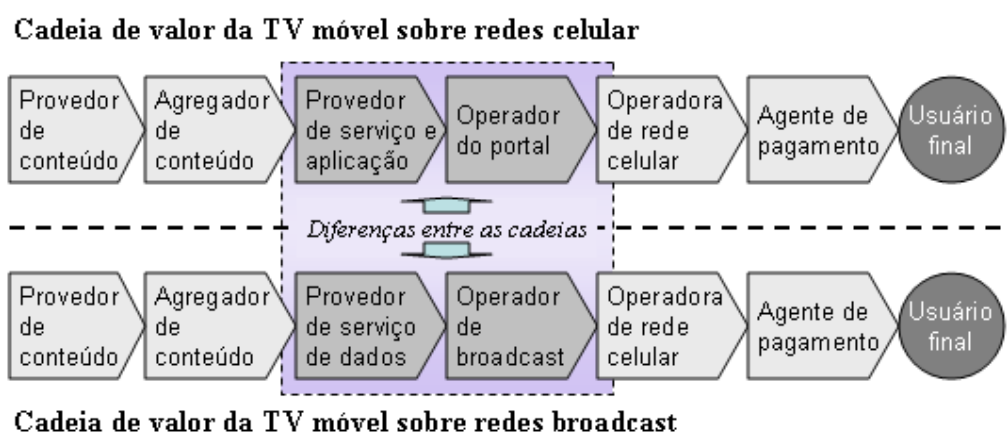 Cadeia de valor da TV móvel sobre redes celular
Provedor
de
conteúdo
Agregador
de
conteúdo
Provedor
de serviço e
aplicação
Operador
do portal
Operadora
de rede
celular
Agente de
pagamento
Usuário
final
Diferenças entre as cadeias
Provedor
de
conteúdo
Agregador
de
conteúdo
Provedor
de serviço
de dados
Operador
de
broadcast
Operadora
de rede
celular
Agente de
pagamento
Usuário
final
Cadeia de valor da TV móvel sobre redes broadcast